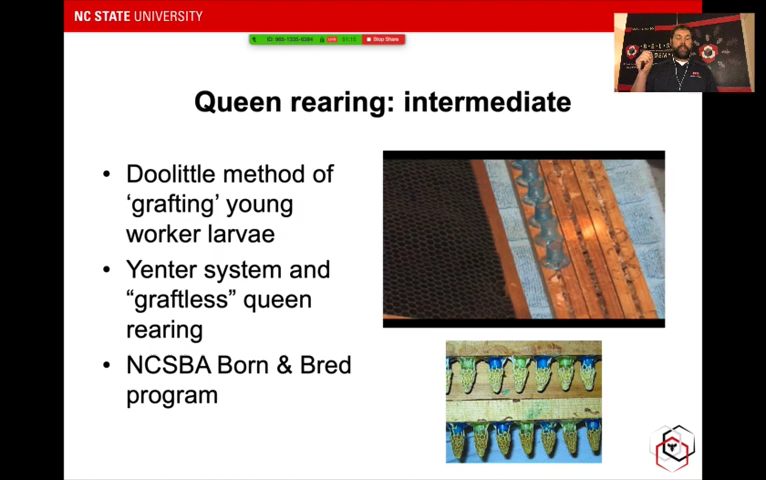 NC STATE UNIVERSITY
Stop Share
Queen rearing: intermediate
• Doolittle method of
‘grafting’ young
worker larvae
• Yenter system and
“graftless” queen
rearing
• NCSBA Born & Bred
program